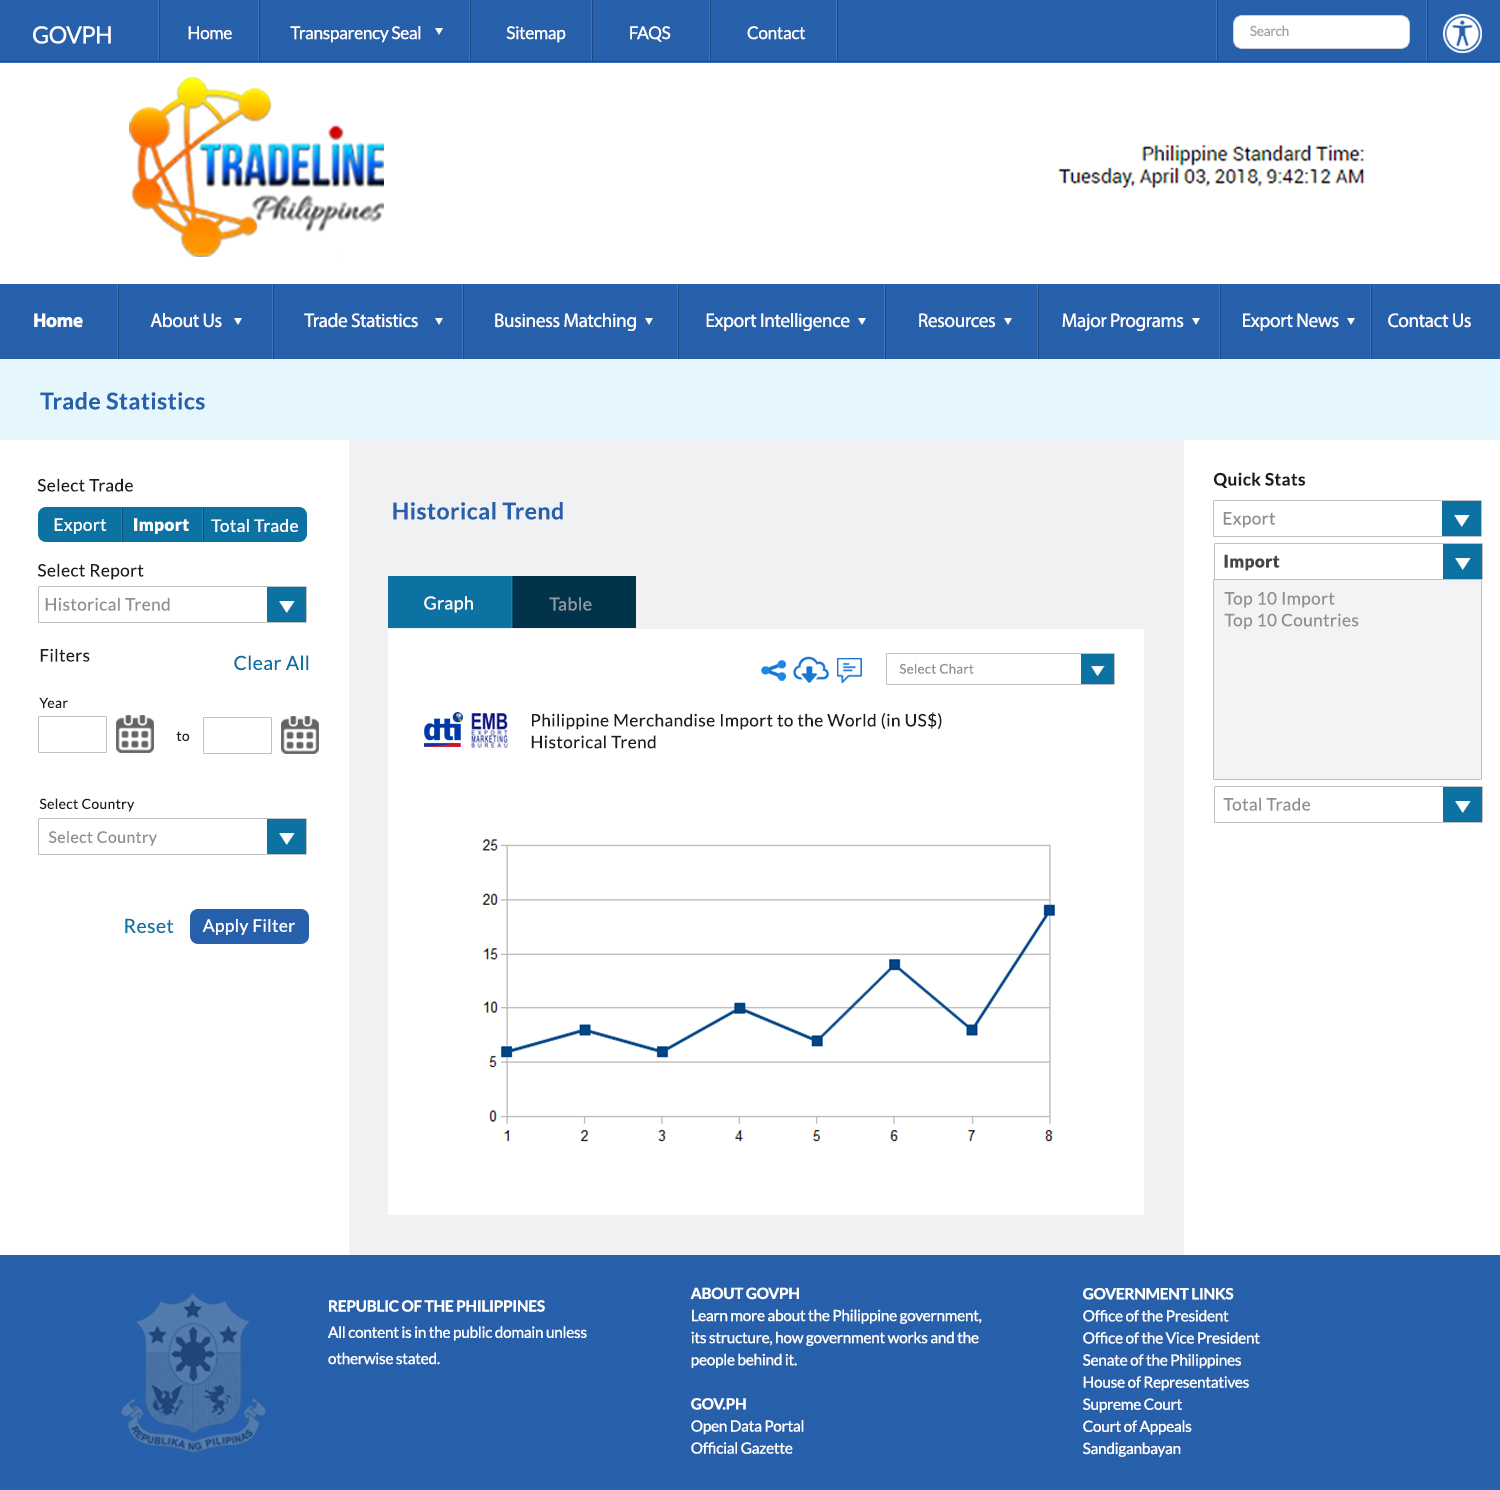 GOVPH
Home
Transparency Seal
Sitemap
FAQS
Contact
Search
TRADELINE
Philippines
Philippine Standard Time:
Tuesday, April 03, 2018, 9:42:12 AM
Home
About Us
Trade Statistics
Business Matching
Export Intelligence
Resources
Major Programs
Export News
Contact Us
Trade Statistics
Select Trade
Export
Import
Total Trade
Select Report
Historical Trend
Filters
Clear All
Year
to
Select Country
Select Country
Reset
Apply Filter
Historical Trend
Graph
Table
Select Chart
dti
EMB
EXPORT
MARKETING
BUREAU
Philippine Merchandise Import to the World (in US$)
Historical Trend
25
20
15
10
5
0
1 2 3 4 5 6 7 8
Quick Stats
Export
Import
Top 10 Import
Top 10 Countries
Total Trade
REPUBLIKA NG PILIPINAS
REPUBLIC OF THE PHILIPPINES
All content is in the public domain unless
otherwise stated.
ABOUT GOVPH
Learn more about the Philippine government,
its structure, how government works and the
people behind it.
GOV.PH
Open Data Portal
Official Gazette
GOVERNMENT LINKS
Office of the President
Office of the Vice President
Senate of the Philippines
House of Representatives
Supreme Court
Court of Appeals
Sandiganbayan